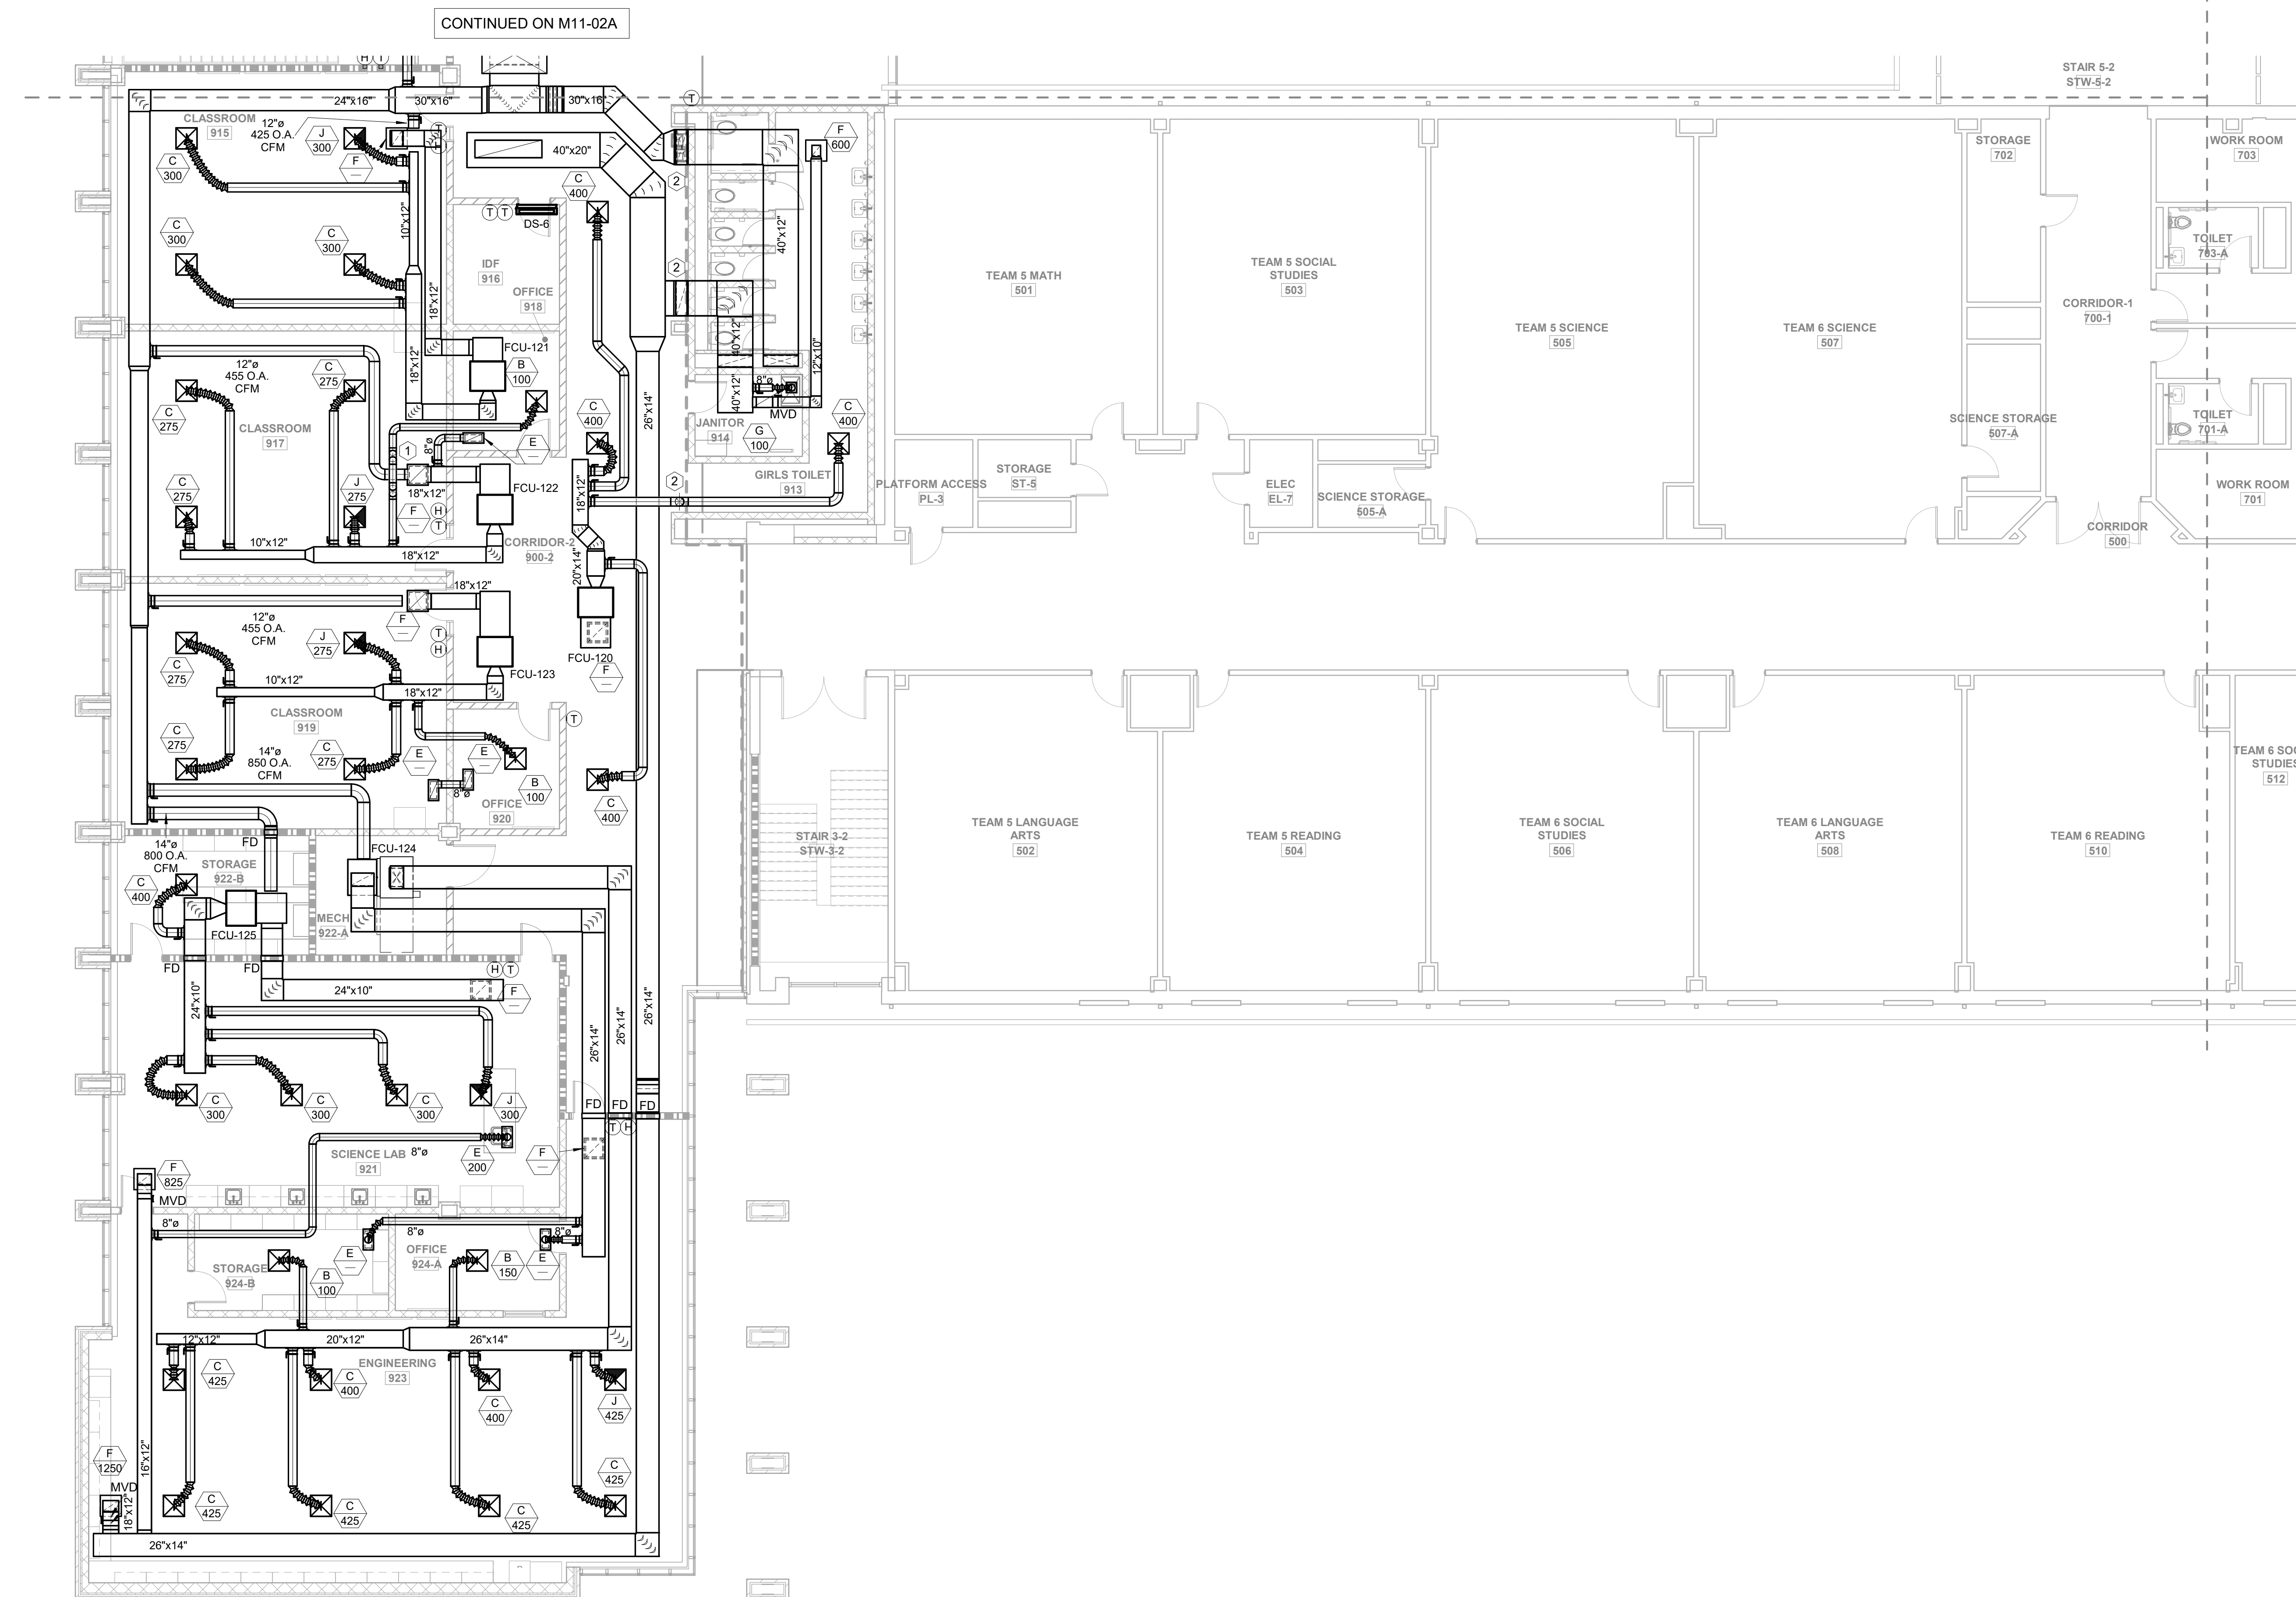 CONTINUED ON M11-02A
H T
24"x16"
30"x16"
30"x16"
T
STAIR 5-2
STW-5-2
CLASSROOM
915
12"ø
425 O.A.
CFM
J
300
F
—
C
300
40"x20"
C
400
2
F
600
STORAGE
702
WORK ROOM
703
C
300
C
300
10"x12"
T T
DS-6
40"x12"
IDF
916
OFFICE
918
2
TEAM 5 MATH
501
TEAM 5 SOCIAL
STUDIES
503
TEAM 5 SCIENCE
505
TEAM 6 SCIENCE
507
CORRIDOR-1
700-1
TOILET
703-A
18"x12"
18"x12"
FCU-121
B
100
40"x12"
12"x10"
12"ø
455 O.A.
CFM
C
275
C
275
CLASSROOM
917
8"ø
1
E
—
C
400
26"x14"
40"x12"
8"ø
MVD
JANITOR
914
G
100
C
400
TOILET
701-A
SCIENCE STORAGE
507-A
C
275
J
275
18"x12"
FCU-122
F
—
H
T
18"x12"
2
GIRLS TOILET
913
PLATFORM ACCESS
PL-3
STORAGE
ST-5
ELEC
EL-7
SCIENCE STORAGE
505-A
WORK ROOM
701
CORRIDOR
500
10"x12"
18"x12"
CORRIDOR-2
900-2
20"x14"
18"x12"
12"ø
455 O.A.
CFM
F
—
T
H
FCU-120
F
—
C
275
J
275
10"x12"
18"x12"
FCU-123
CLASSROOM
919
T
C
275
14"ø
850 O.A.
CFM
C
275
E
—
E
—
8"ø
B
100
OFFICE
920
C
400
TEAM 5 LANGUAGE
ARTS
502
TEAM 5 READING
504
TEAM 6 SOCIAL
STUDIES
506
TEAM 6 LANGUAGE
ARTS
508
TEAM 6 READING
510
STUDIES
512
STAIR 3-2
STW-3-2
14"ø
800 O.A.
CFM
FD
STORAGE
922-B
FCU-124
C
400
FCU-125
MECH
922-A
FD
FD
H T
F
—
24"x10"
24"x10"
26"x14"
26"x14"
26"x14"
C
300
C
300
C
300
J
300
FD
FD
FD
T H
SCIENCE LAB
921
8"ø
E
200
F
—
F
825
MVD
8"ø
8"ø
8"ø
E
—
OFFICE
924-A
B
150
E
—
STORAGE
924-B
B
100
12"x12"
20"x12"
26"x14"
ENGINEERING
923
C
425
C
400
C
400
J
425
F
1250
MVD
18"x12"
16"x12"
C
425
C
425
C
425
C
425
26"x14"